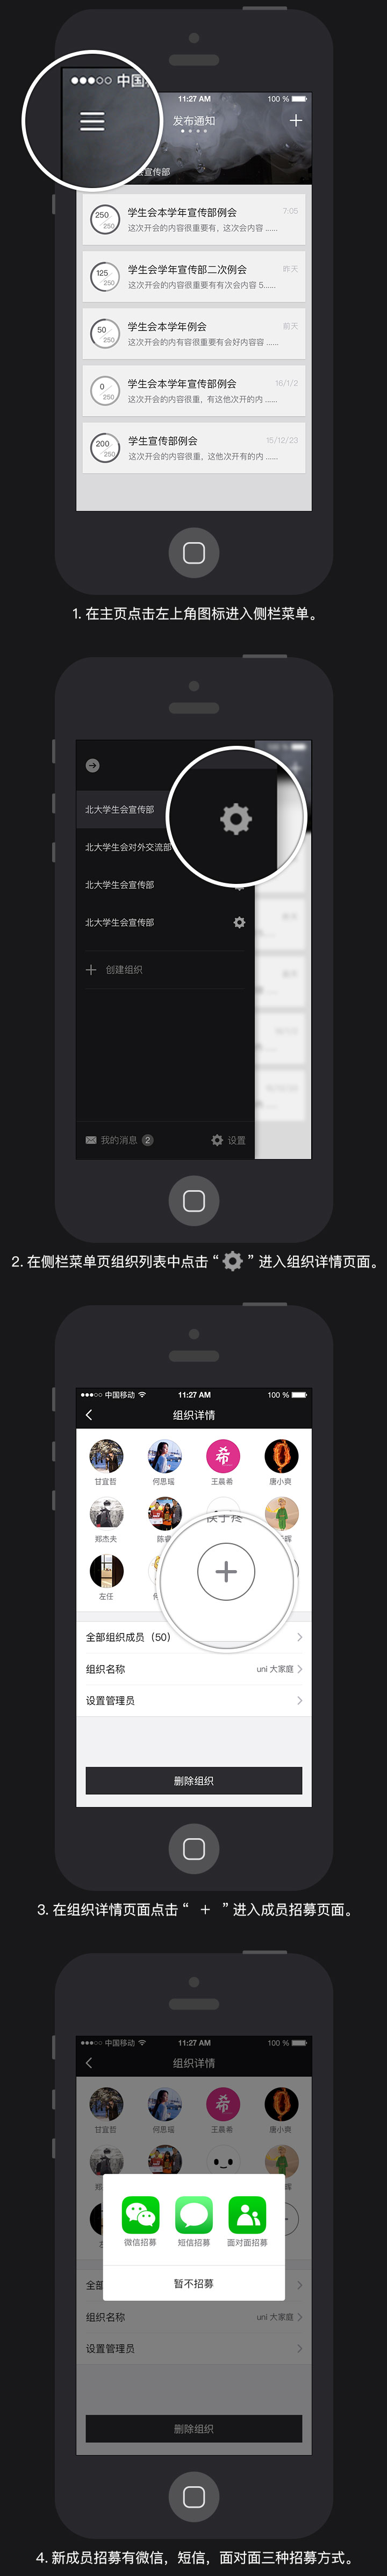 ●●●○○ 中国
11:27 AM
100 %
发布通知
会宣传部
250
250
学生会本学年宣传部例会
7:05
这次开会的内容很重要有, 这次会内容 ......
125
250
学生会学年宣传部二次例会
昨天
这次开会的内容很重要有有次会内容 5......
50
250
学生会本学年例会
前天
这次开会的内有容很重要有会好内容容 ......
0
250
学生会本学年宣传部例会
16/1/2
这次开会的内容很重, 有这他次开的内 ......
200
250
学生宣传部例会
15/12/23
这次开会的内容很重, 这他次开有的内 ......
1. 在主页点击左上角图标进入侧栏菜单。
北大学生会宣传部
北大学生会对外交流部
北大学生会宣传部
北大学生会宣传部
创建组织
我的消息 2
设置
2. 在侧栏菜单页组织列表中点击 “ ” 进入组织详情页面。
●●●○○ 中国移动
11:27 AM
100 %
组织详情
希
甘宜哲
何思瑶
王晨希
唐小爽
郑杰夫
陈
辉
左任
全部组织成员（50）
组织名称
uni 大家庭
设置管理员
删除组织
3. 在组织详情页面点击 “ + ” 进入成员招募页面。
●●●○○ 中国移动
11:27 AM
100 %
组织详情
希
甘宜哲
何思瑶
王晨希
唐小爽
辉
微信招募
短信招募
面对面招募
暂不招募
全部
组织名称
uni 大家庭
设置管理员
删除组织
4. 新成员招募有微信, 短信, 面对面三种招募方式。